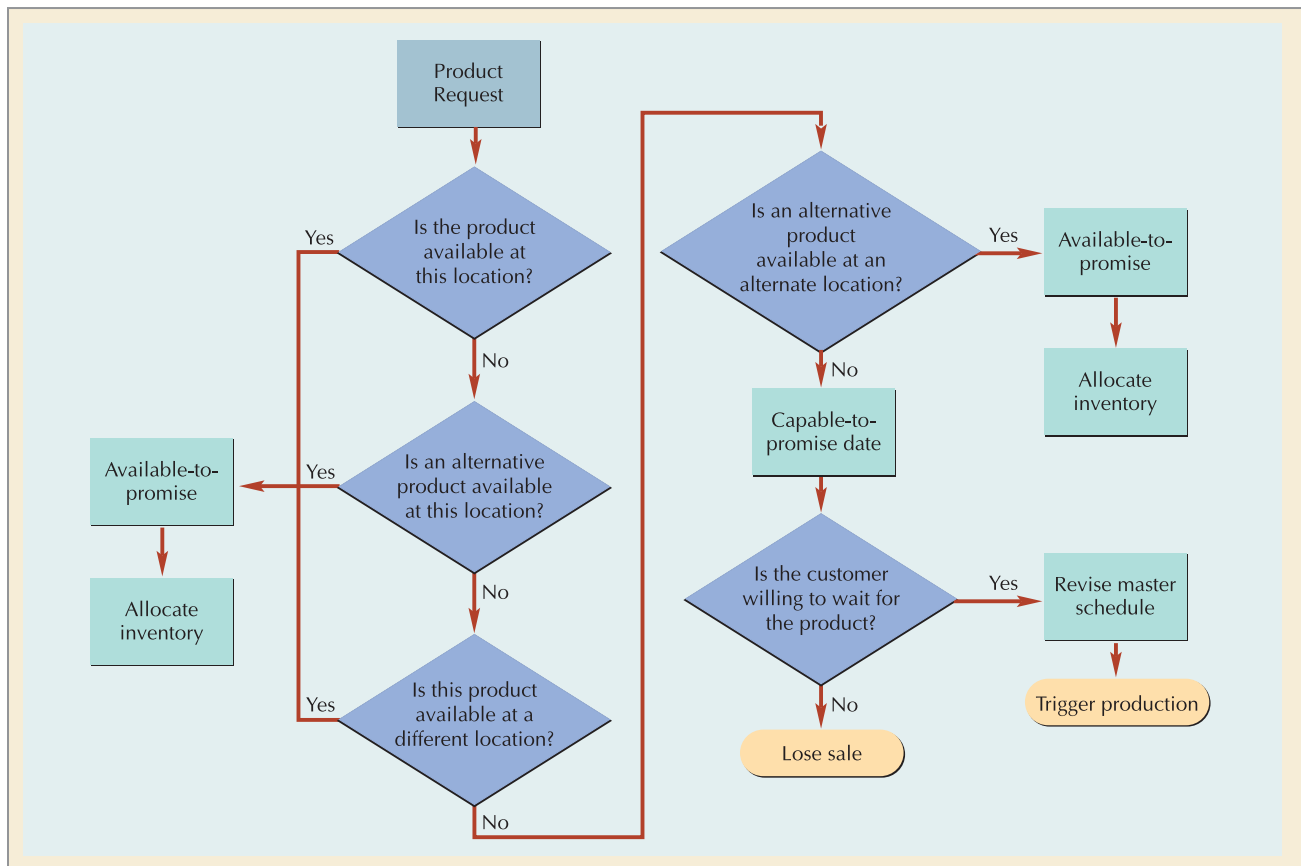 Product
Request
Is the product
available at
this location?
Yes
No
Is an alternative
product available
at this location?
Yes
Available-to-
promise
Allocate
inventory
No
Is this product
available at a
different location?
Yes
No
Is an alternative
product
available at an
alternate location?
Yes
Available-to-
promise
Allocate
inventory
No
Capable-to-
promise date
Is the customer
willing to wait for
the product?
Yes
Revise master
schedule
Trigger production
No
Lose sale